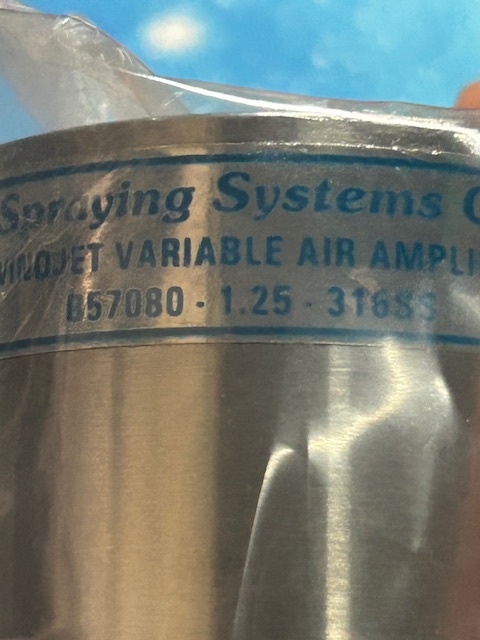 Spraying Systems C
WINDJET VARIABLE AIR AMPLI
B57080 - 1.25 - 316SS